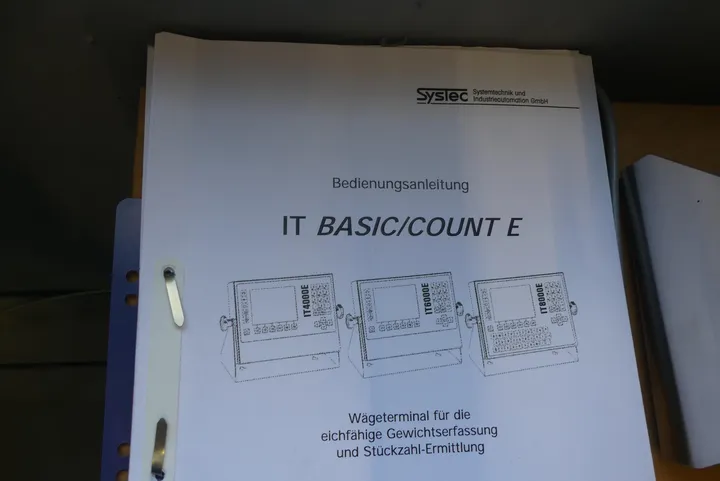 SysTec Systemtechnik und
Industrieautomation GmbH
Bedienungsanleitung
IT BASIC/COUNT E
IT4000E IT6000E IT8000E
Wägeterminal für die
eichfähige Gewichtserfassung
und Stückzahl-Ermittlung